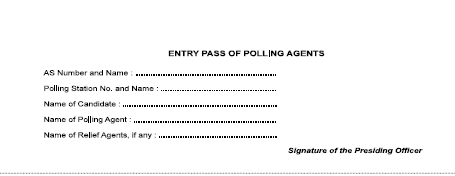 ENTRY PASS OF POLLING AGENTS
AS Number and Name : ................................................
Polling Station No. and Name : ........................................
Name of Candidate : ....................................................
Name of Polling Agent : ................................................
Name of Relief Agents, if any : ........................................
Signature of the Presiding Officer